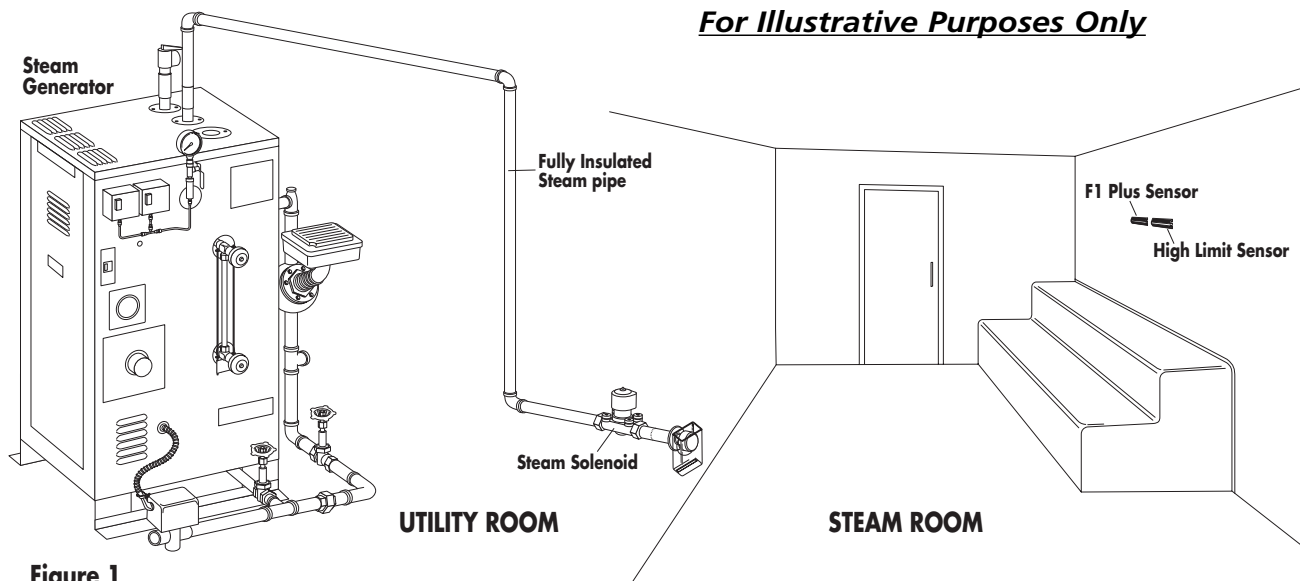 For Illustrative Purposes Only
Steam
Generator
Fully Insulated
Steam pipe
F1 Plus Sensor
High Limit Sensor
Steam Solenoid
UTILITY ROOM
STEAM ROOM
Figure 1